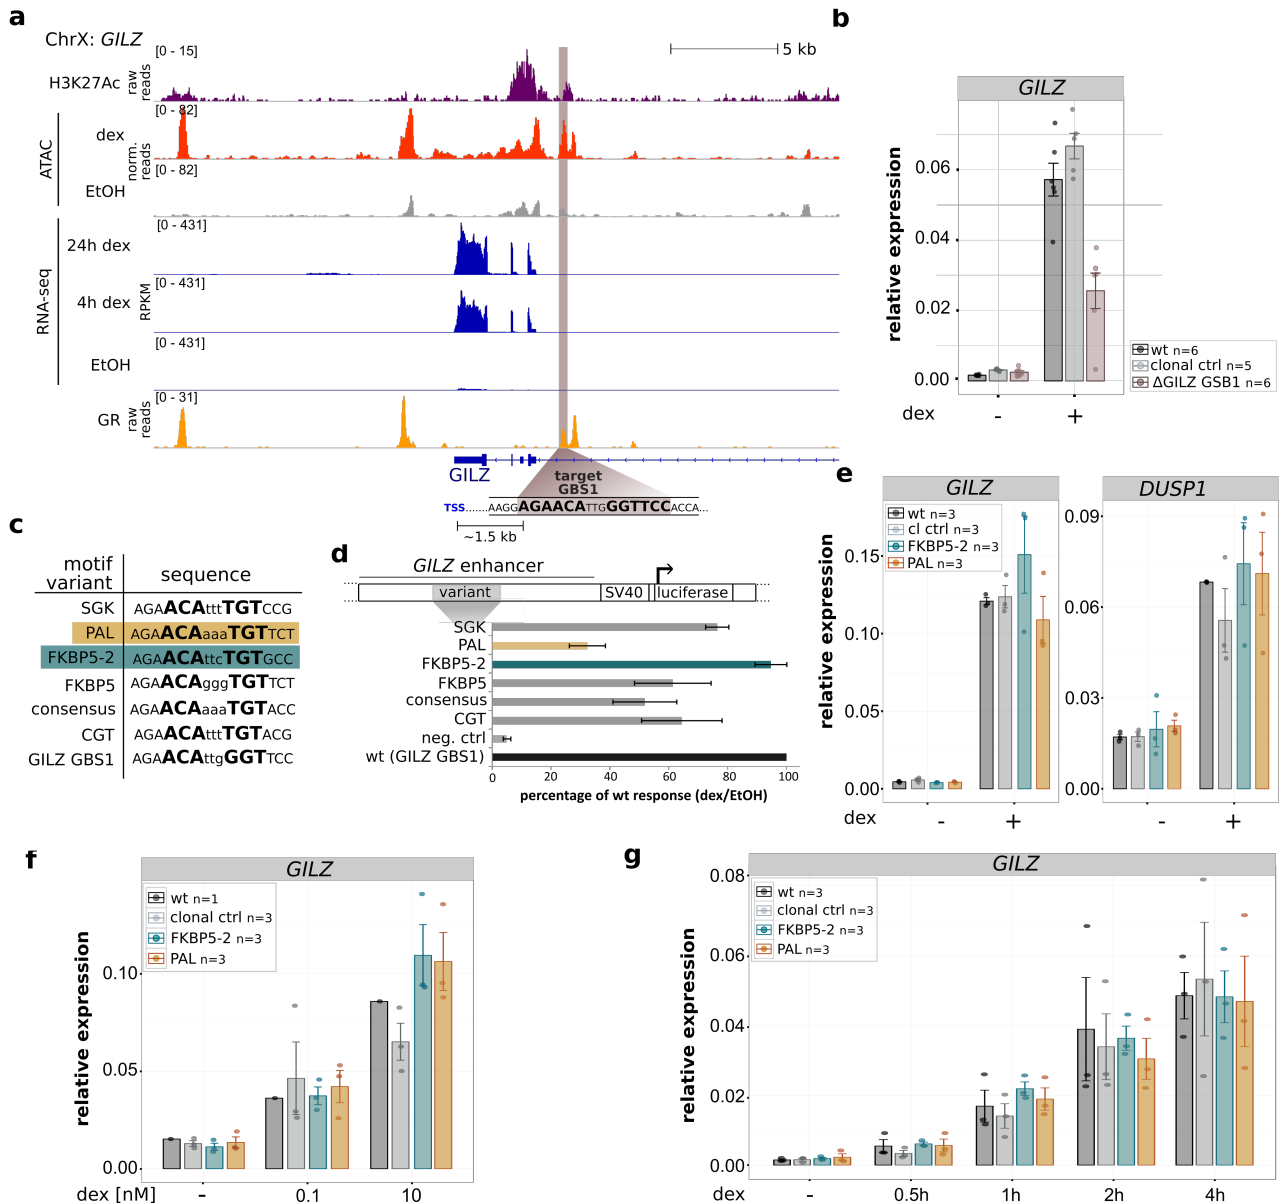 a
ChrX: GILZ
5 kb
[0 - 15]
H3K27Ac
raw
reads
[0 - 82]
dex
norm.
reads
ATAC
[0 - 82]
EtOH
[0 - 431]
24h dex
[0 - 431]
4h dex
RPKM
RNA-seq
[0 - 431]
EtOH
[0 - 31]
GR
raw
reads
GILZ
target
GBS1
TSS.......AAGGAGAACATTGGGTTCCACCA...
~1.5 kb
b
GILZ
relative expression
0.06
0.04
0.02
0.00
dex
-
+
wt n=6
clonal ctrl n=5
ΔGILZ GSB1 n=6
c
motif
variant
sequence
SGK AGAACAtttTGTCCG
PAL AGAACAaaaTGTTCT
FKBP5-2 AGAACAttcTGTGCC
FKBP5 AGAACAgggTGTTCT
consensus AGAACAaaaTGTACC
CGT AGAACAtttTGTACG
GILZ GBS1 AGAACAttgGGTTCC
d
GILZ enhancer
variant
SV40
luciferase
SGK
PAL
FKBP5-2
FKBP5
consensus
CGT
neg. ctrl
wt (GILZ GBS1)
0 20 40 60 80 100
percentage of wt response (dex/EtOH)
e
GILZ
wt n=3
cl ctrl n=3
FKBP5-2 n=3
PAL n=3
relative expression
0.15
0.10
0.05
0.00
dex
-
+
DUSP1
0.09
0.06
0.03
0.00
-
+
f
GILZ
wt n=1
clonal ctrl n=3
FKBP5-2 n=3
PAL n=3
relative expression
0.10
0.05
0.00
dex [nM]
- 0.1 10
g
GILZ
wt n=3
clonal ctrl n=3
FKBP5-2 n=3
PAL n=3
relative expression
0.08
0.06
0.04
0.02
0.00
dex
- 0.5h 1h 2h 4h